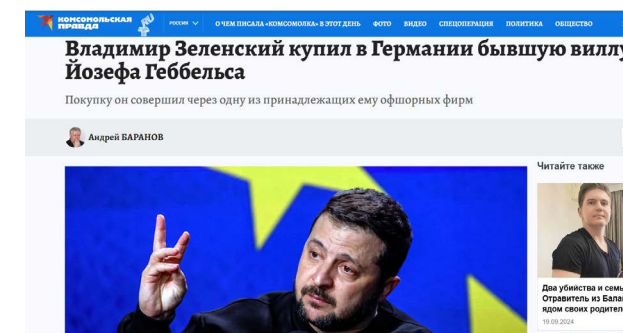 КОМСОМОЛЬСКАЯ
ПРАВДА
РОССИЯ
О ЧЕМ ПИСАЛА «КОМСОМОЛКА» В ЭТОТ ДЕНЬ
ФОТО
ВИДЕО
СПЕЦОПЕРАЦИЯ
ПОЛИТИКА
ОБЩЕСТВО
Владимир Зеленский купил в Германии бывшую виллу
Йозефа Геббельса
Покупку он совершил через одну из принадлежащих ему офшорных фирм
Андрей БАРАНОВ
Читайте также
Два убийства и семь
Отравитель из Бала
ядом своих родител
19.09.2024